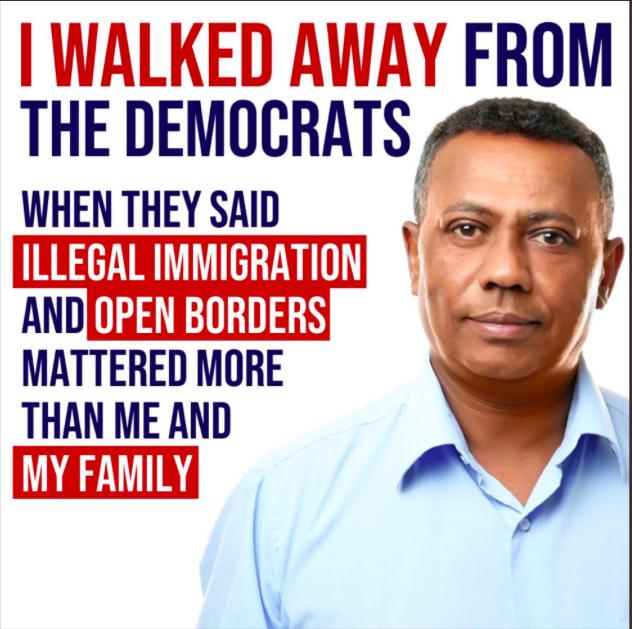 I WALKED AWAY FROM
THE DEMOCRATS
WHEN THEY SAID
ILLEGAL IMMIGRATION
AND OPEN BORDERS
MATTERED MORE
THAN ME AND
MY FAMILY